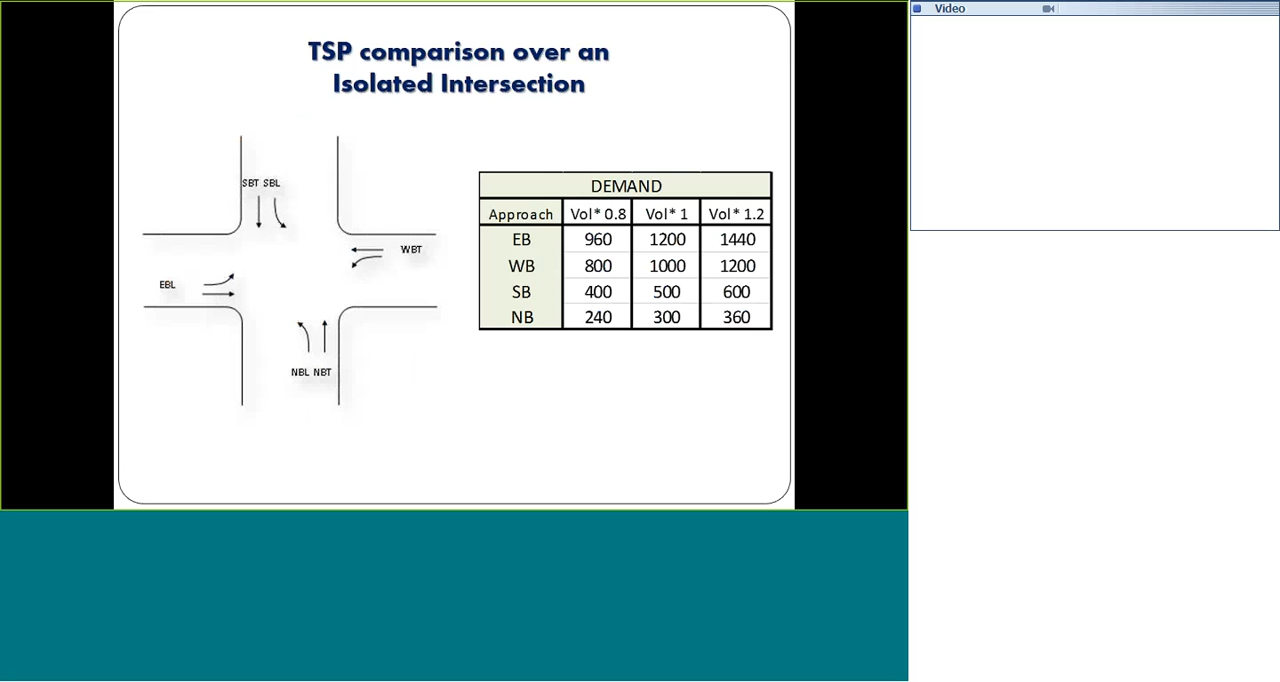 Video
TSP comparison over an
Isolated Intersection
SBT SBL
WBT
EBL
NBL NBT
DEMAND
Approach Vol* 0.8 Vol* 1 Vol* 1.2
EB 960 1200 1440
WB 800 1000 1200
SB 400 500 600
NB 240 300 360